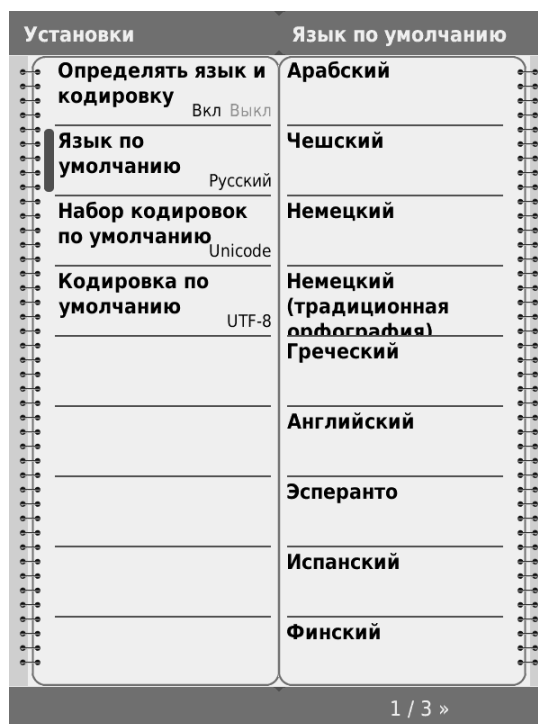 Установки
Определять язык и
кодировку
Вкл Выкл
Язык по
умолчанию
Русский
Набор кодировок
по умолчанию
Unicode
Кодировка по
умолчанию
UTF-8
Язык по умолчанию
Арабский
Чешский
Немецкий
Немецкий
(традиционная
орфография)
Греческий
Английский
Эсперанто
Испанский
Финский
1 / 3 »